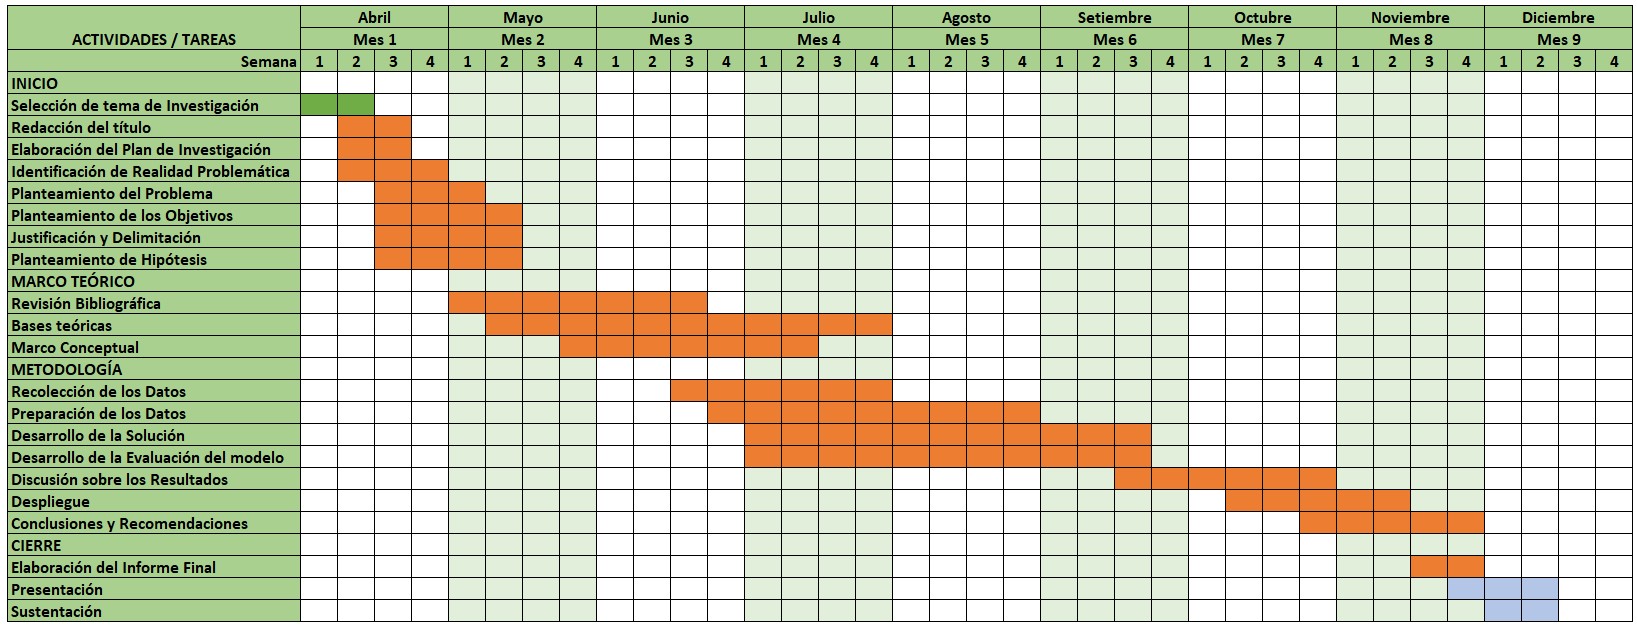 Abril Mayo Junio Julio Agosto Setiembre Octubre Noviembre Diciembre
ACTIVIDADES / TAREAS Mes 1 Mes 2 Mes 3 Mes 4 Mes 5 Mes 6 Mes 7 Mes 8 Mes 9
Semana 1 2 3 4 1 2 3 4 1 2 3 4 1 2 3 4 1 2 3 4 1 2 3 4 1 2 3 4 1 2 3 4 1 2 3 4
INICIO
Selección de tema de Investigación
Redacción del título
Elaboración del Plan de Investigación
Identificación de Realidad Problemática
Planteamiento del Problema
Planteamiento de los Objetivos
Justificación y Delimitación
Planteamiento de Hipótesis
MARCO TEÓRICO
Revisión Bibliográfica
Bases teóricas
Marco Conceptual
METODOLOGÍA
Recolección de los Datos
Preparación de los Datos
Desarrollo de la Solución
Desarrollo de la Evaluación del modelo
Discusión sobre los Resultados
Despliegue
Conclusiones y Recomendaciones
CIERRE
Elaboración del Informe Final
Presentación
Sustentación